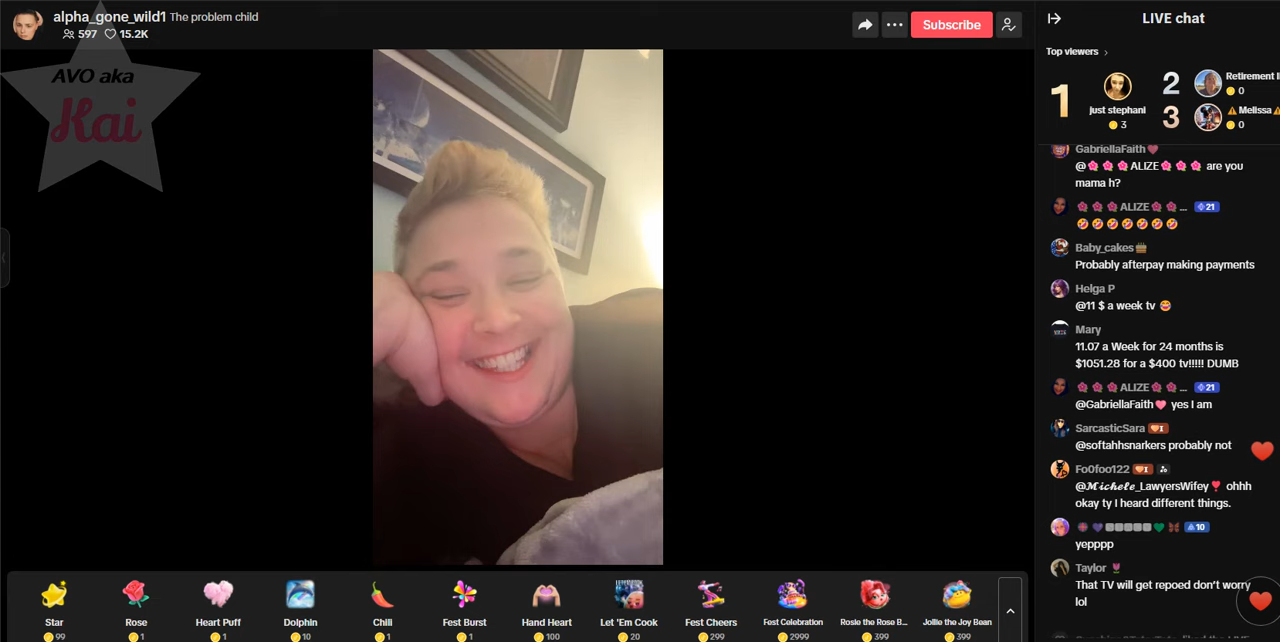 alpha_gone_wild1 The problem child
597 15.2K
Subscribe
AVO aka
Kai
LIVE chat
Top viewers >
1
just stephani
3
2
Retirement
0
3
Melissa
0
GabriellaFaith
@🌺🌺🌺ALIZE🌺🌺🌺 are you
mama h?
🌺🌺🌺ALIZE🌺🌺... 21
🤣🤣🤣🤣🤣🤣🤣
Baby_cakes
Probably afterpay making payments
Helga P
@11 $ a week tv 😁
Mary
11.07 a Week for 24 months is
$1051.28 for a $400 tv!!!!! DUMB
🌺🌺🌺ALIZE🌺🌺... 21
@GabriellaFaith🩷 yes I am
SarcasticSara I
@softahhsnarkers probably not
Fo0foo122 I
@𝓜𝓲𝓬𝓱𝓮𝓵𝓮_LawyersWifey❣️ ohhh
okay ty I heard different things.
10
yepppp
Taylor
That TV will get repoed don't worry
lol
Star
99
Rose
1
Heart Puff
1
Dolphin
10
Chili
1
Fest Burst
1
Hand Heart
100
Let 'Em Cook
20
Fest Cheers
299
Fest Celebration
2999
Rosie the Rose B...
399
Jollie the Joy Bean
399